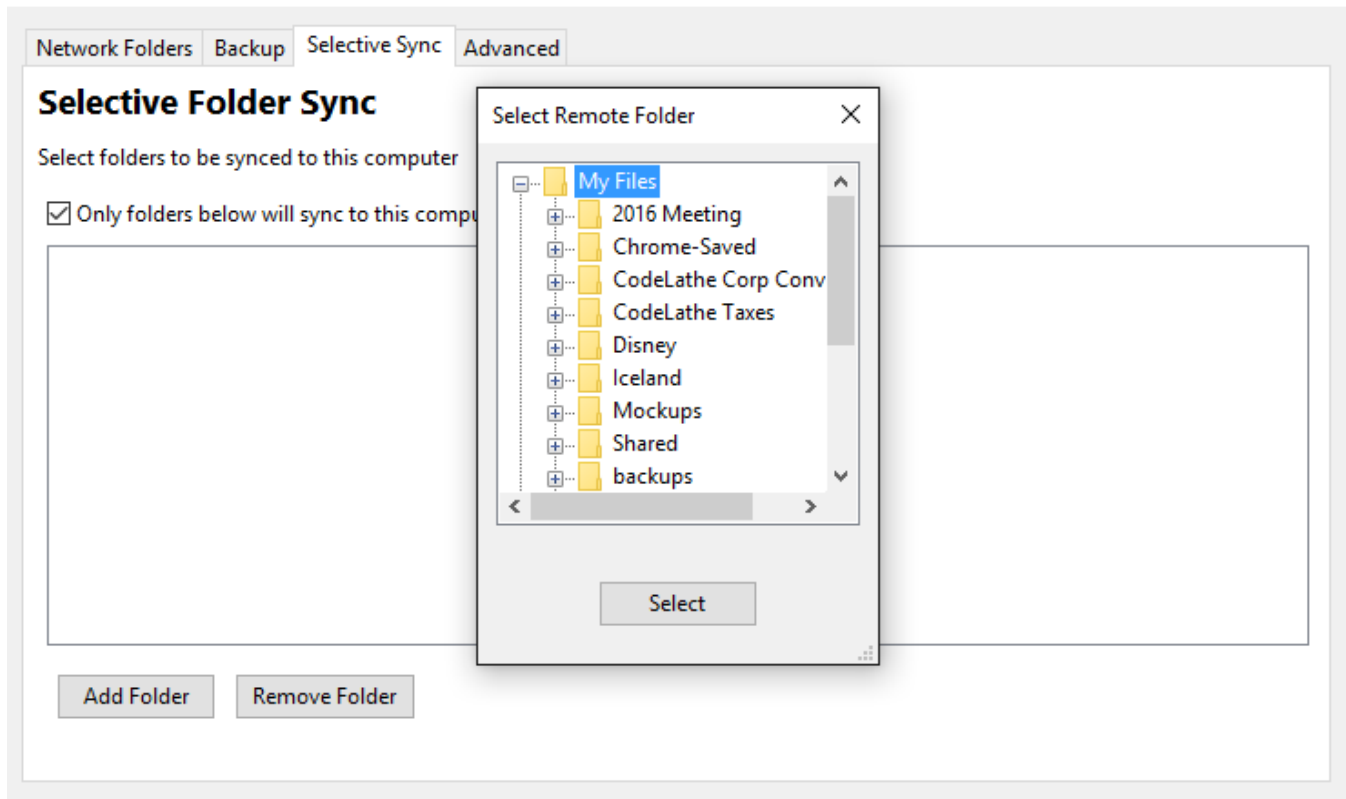 Network Folders Backup Selective Sync Advanced
Selective Folder Sync
Select folders to be synced to this computer
Only folders below will sync to this compu
Select Remote Folder
My Files
2016 Meeting
Chrome-Saved
CodeLathe Corp Conv
CodeLathe Taxes
Disney
Iceland
Mockups
Shared
backups
Select
Add Folder Remove Folder